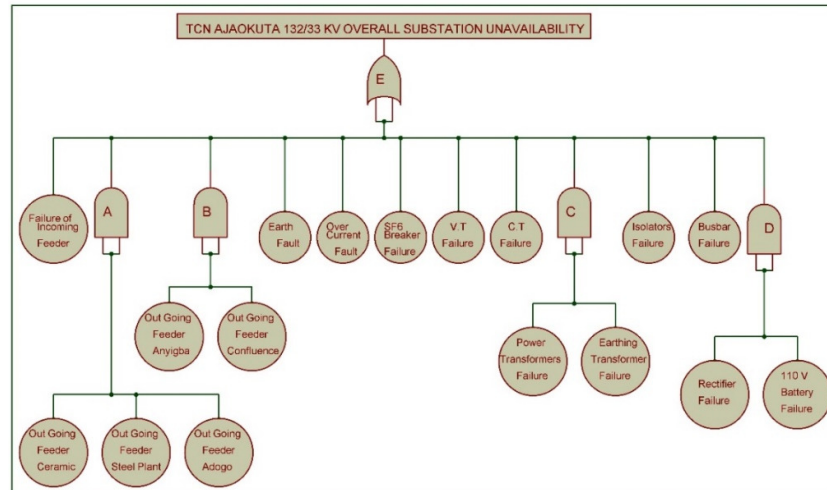 TCN AJAOKUTA 132/33 KV OVERALL SUBSTATION UNAVAILABILITY
E
A
B
C
D
Failure of
Incoming
Feeder
Earth
Fault
Over
Current
Fault
SF6
Breaker
Failure
V.T
Failure
C.T
Failure
Isolators
Failure
Busbar
Failure
Out Going
Feeder
Anyigba
Out Going
Feeder
Confluence
Power
Transformers
Failure
Earthing
Transformer
Failure
Rectifier
Failure
110 V
Battery
Failure
Out Going
Feeder
Ceramic
Out Going
Feeder
Steel Plant
Out Going
Feeder
Adogo